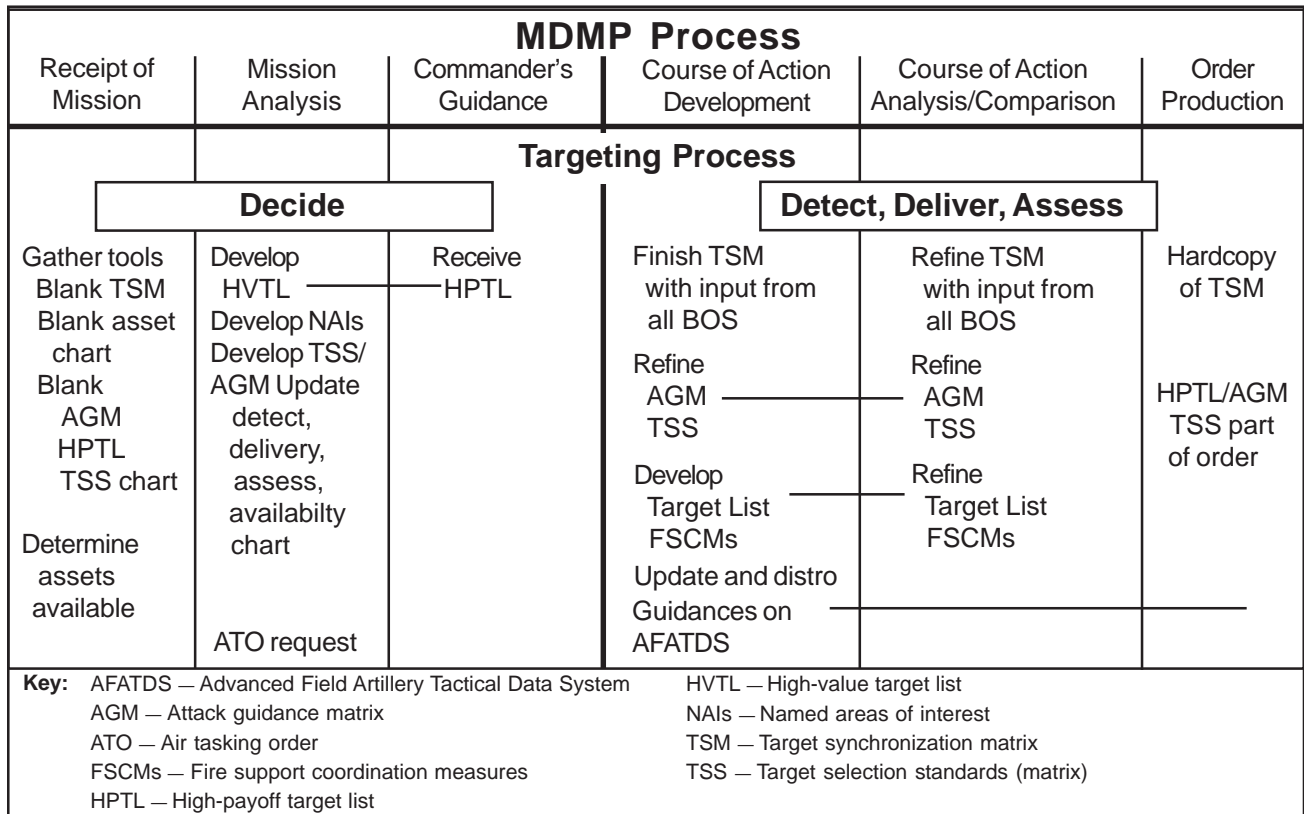 MDMP Process
Receipt of
Mission
Mission
Analysis
Commander's
Guidance
Course of Action
Development
Course of Action
Analysis/Comparison
Order
Production
Targeting Process
Decide
Detect, Deliver, Assess
Gather tools
Blank TSM
Blank asset
chart
Blank
AGM
HPTL
TSS chart
Determine
assets
available
Develop
HVTL
Develop NAIs
Develop TSS/
AGM Update
detect,
delivery,
assess,
availabilty
chart
ATO request
Receive
HPTL
Finish TSM
with input from
all BOS
Refine
AGM
TSS
Develop
Target List
FSCMs
Update and distro
Guidances on
AFATDS
Refine TSM
with input from
all BOS
Refine
AGM
TSS
Refine
Target List
FSCMs
Hardcopy
of TSM
HPTL/AGM
TSS part
of order
Key: AFATDS — Advanced Field Artillery Tactical Data System
AGM — Attack guidance matrix
ATO — Air tasking order
FSCMs — Fire support coordination measures
HPTL — High-payoff target list
HVTL — High-value target list
NAIs — Named areas of interest
TSM — Target synchronization matrix
TSS — Target selection standards (matrix)